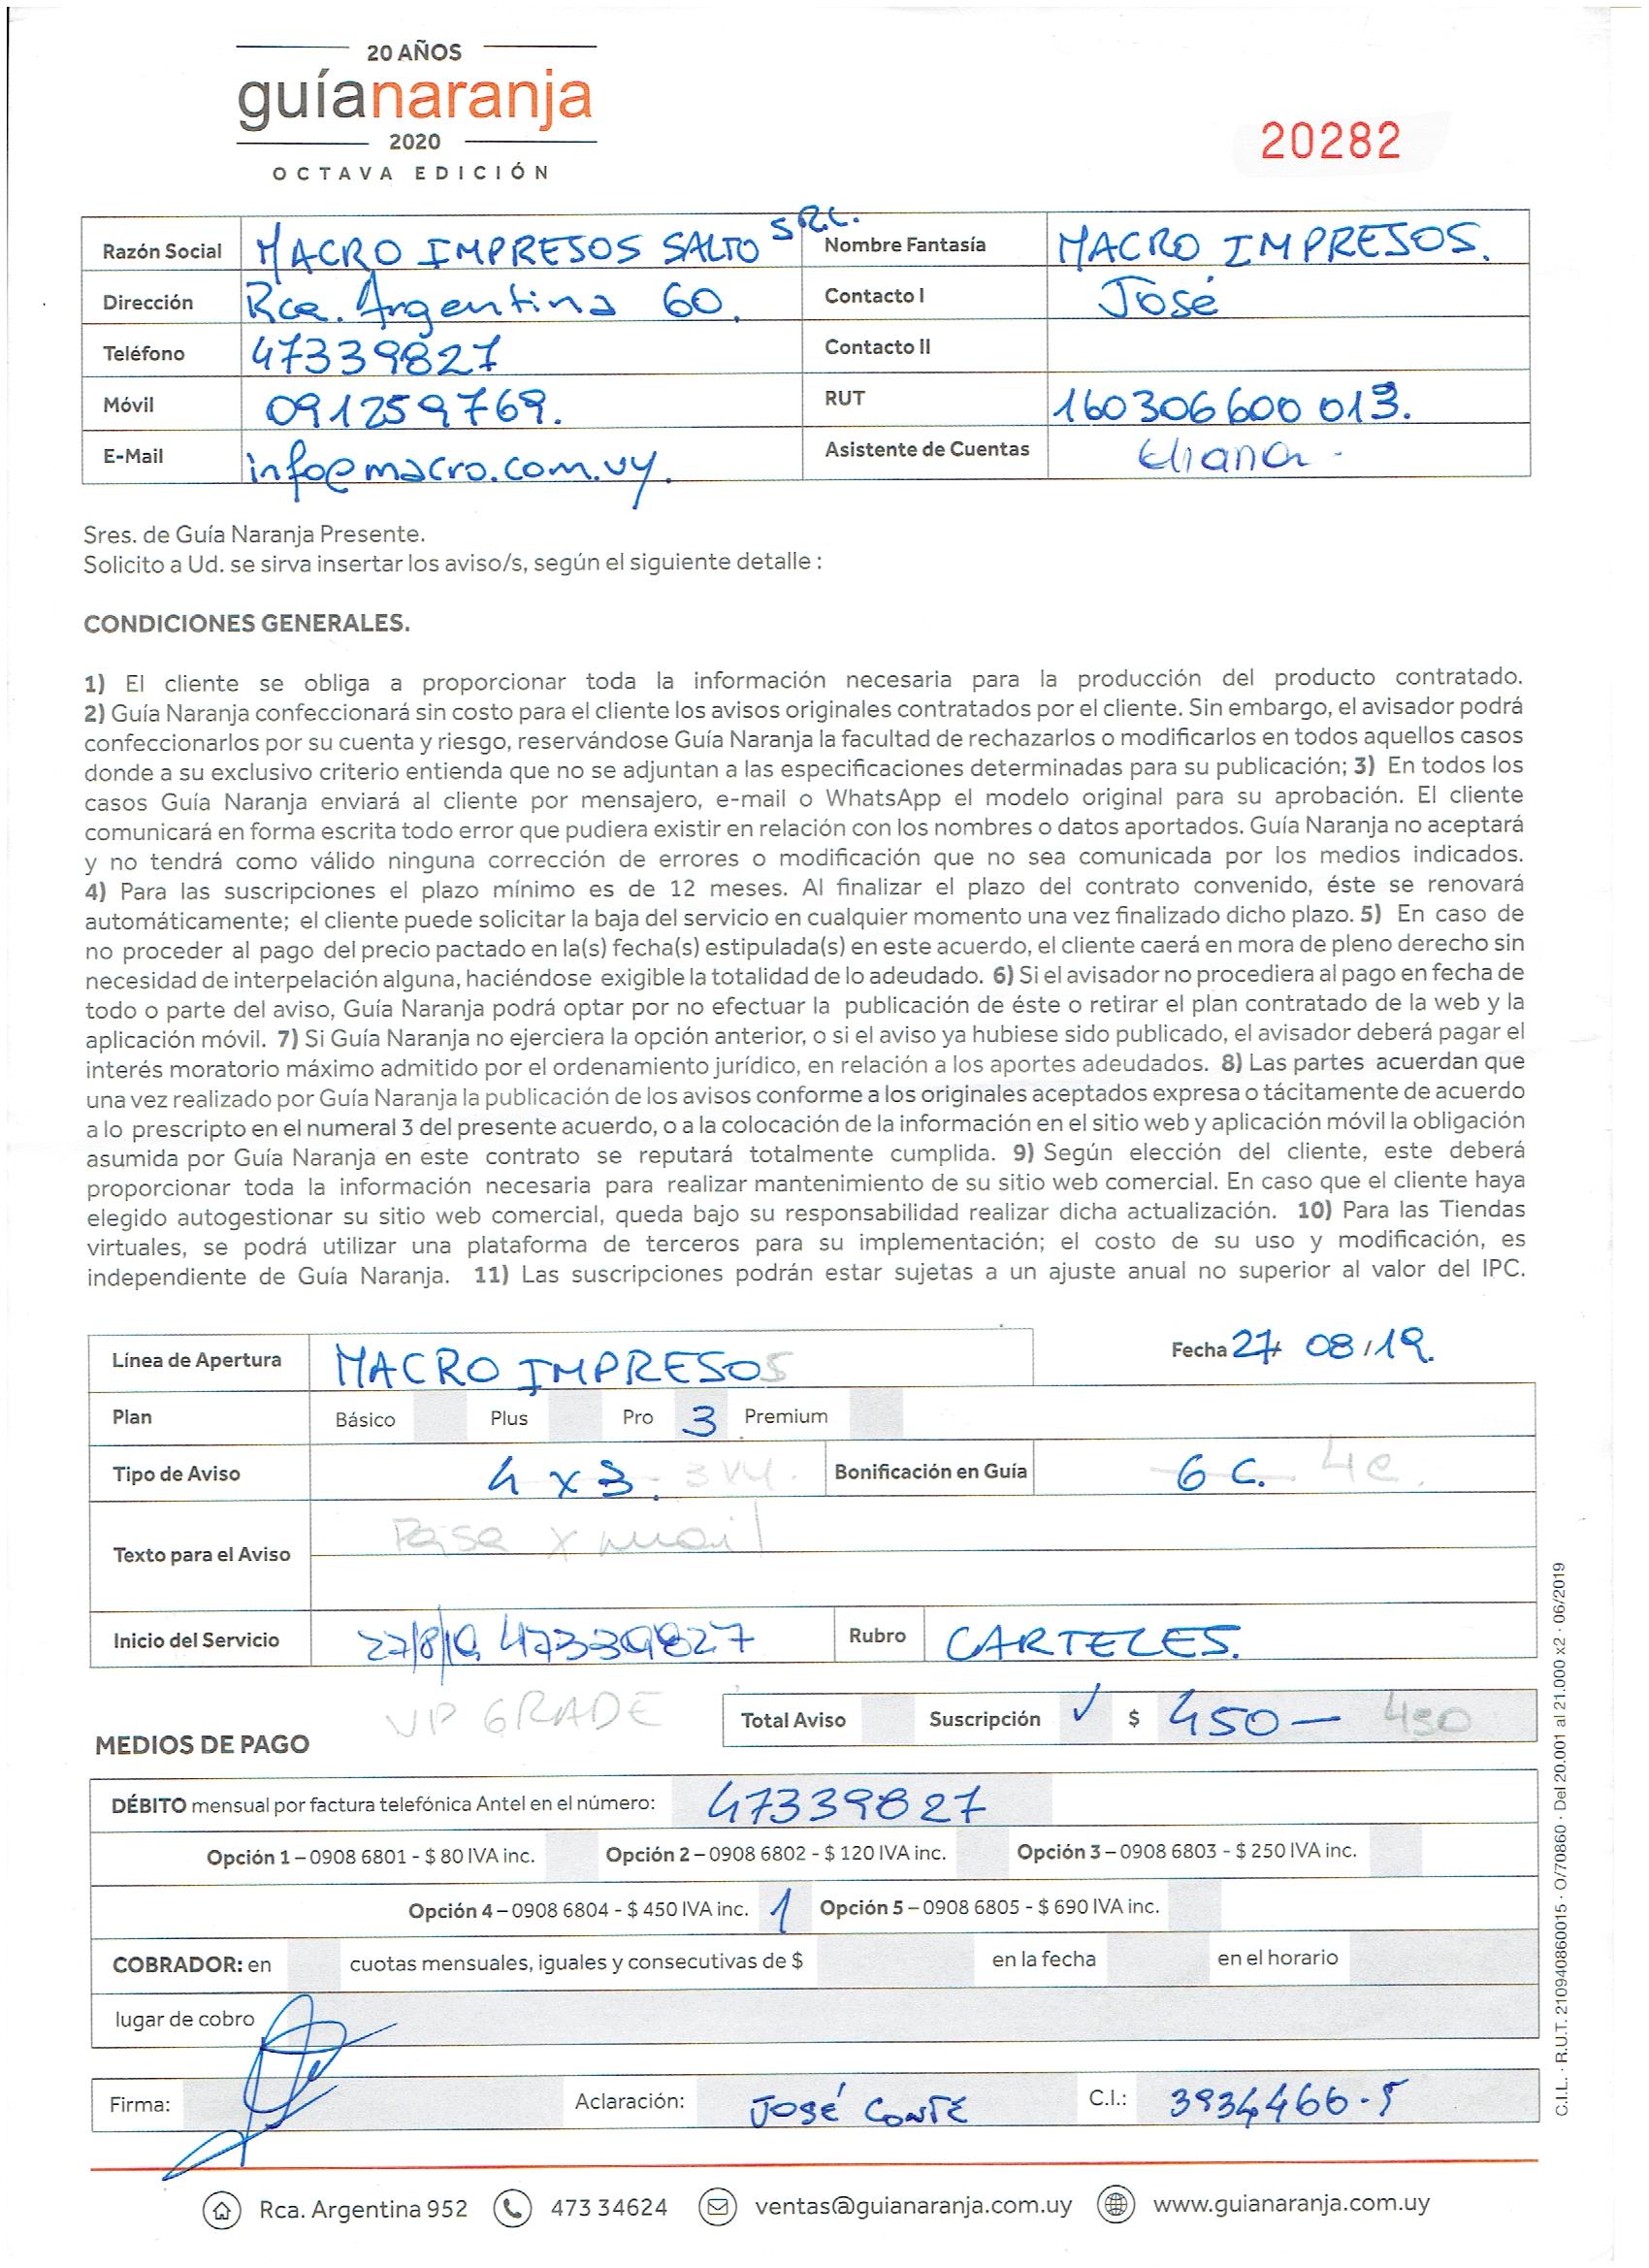 20 AÑOS
guíanaranja
2020
OCTAVA EDICIÓN
20282
Razón Social MACRO IMPRESOS SALTO S.R.L. Nombre Fantasía MACRO IMPRESOS.
Dirección Rca. Argentina 60. Contacto I José
Teléfono 47339827 Contacto II
Móvil 091259769. RUT 160306600013.
E-Mail info@macro.com.uy. Asistente de Cuentas Eliana.
Sres. de Guía Naranja Presente.
Solicito a Ud. se sirva insertar los aviso/s, según el siguiente detalle :
CONDICIONES GENERALES.
1) El cliente se obliga a proporcionar toda la información necesaria para la producción del producto contratado.
2) Guía Naranja confeccionará sin costo para el cliente los avisos originales contratados por el cliente. Sin embargo, el avisador podrá
confeccionarlos por su cuenta y riesgo, reservándose Guía Naranja la facultad de rechazarlos o modificarlos en todos aquellos casos
donde a su exclusivo criterio entienda que no se adjuntan a las especificaciones determinadas para su publicación; 3) En todos los
casos Guía Naranja enviará al cliente por mensajero, e-mail o WhatsApp el modelo original para su aprobación. El cliente
comunicará en forma escrita todo error que pudiera existir en relación con los nombres o datos aportados. Guía Naranja no aceptará
y no tendrá como válido ninguna corrección de errores o modificación que no sea comunicada por los medios indicados.
4) Para las suscripciones el plazo mínimo es de 12 meses. Al finalizar el plazo del contrato convenido, éste se renovará
automáticamente; el cliente puede solicitar la baja del servicio en cualquier momento una vez finalizado dicho plazo. 5) En caso de
no proceder al pago del precio pactado en la(s) fecha(s) estipulada(s) en este acuerdo, el cliente caerá en mora de pleno derecho sin
necesidad de interpelación alguna, haciéndose exigible la totalidad de lo adeudado. 6) Si el avisador no procediera al pago en fecha de
todo o parte del aviso, Guía Naranja podrá optar por no efectuar la publicación de éste o retirar el plan contratado de la web y la
aplicación móvil. 7) Si Guía Naranja no ejerciera la opción anterior, o si el aviso ya hubiese sido publicado, el avisador deberá pagar el
interés moratorio máximo admitido por el ordenamiento jurídico, en relación a los aportes adeudados. 8) Las partes acuerdan que
una vez realizado por Guía Naranja la publicación de los avisos conforme a los originales aceptados expresa o tácitamente de acuerdo
a lo prescripto en el numeral 3 del presente acuerdo, o a la colocación de la información en el sitio web y aplicación móvil la obligación
asumida por Guía Naranja en este contrato se reputará totalmente cumplida. 9) Según elección del cliente, este deberá
proporcionar toda la información necesaria para realizar mantenimiento de su sitio web comercial. En caso que el cliente haya
elegido autogestionar su sitio web comercial, queda bajo su responsabilidad realizar dicha actualización. 10) Para las Tiendas
virtuales, se podrá utilizar una plataforma de terceros para su implementación; el costo de su uso y modificación, es
independiente de Guía Naranja. 11) Las suscripciones podrán estar sujetas a un ajuste anual no superior al valor del IPC.
Línea de Apertura MACRO IMPRESOS Fecha 27/ 08/19.
Plan Básico Plus Pro 3 Premium
Tipo de Aviso 4 x 3. Bonificación en Guía 6 C. 4c.
Texto para el Aviso Pasa x mail
Inicio del Servicio 27/8/19 47339827 Rubro CARTELES.
UP GRADE Total Aviso Suscripción ✓ $ 450 — 450
MEDIOS DE PAGO
DÉBITO mensual por factura telefónica Antel en el número: 47339827
Opción 1 – 0908 6801 - $ 80 IVA inc. Opción 2 – 0908 6802 - $ 120 IVA inc. Opción 3 – 0908 6803 - $ 250 IVA inc.
Opción 4 – 0908 6804 - $ 450 IVA inc. 1 Opción 5 – 0908 6805 - $ 690 IVA inc.
COBRADOR: en cuotas mensuales, iguales y consecutivas de $ en la fecha en el horario
lugar de cobro
Firma: Aclaración: JOSÉ CONTE C.I.: 3934466-5
Rca. Argentina 952 473 34624 ventas@guianaranja.com.uy www.guianaranja.com.uy
C.I.L. · R.U.T. 210940860015 · O/70860 · Del 20.001 al 21.000 x2 · 06/2019